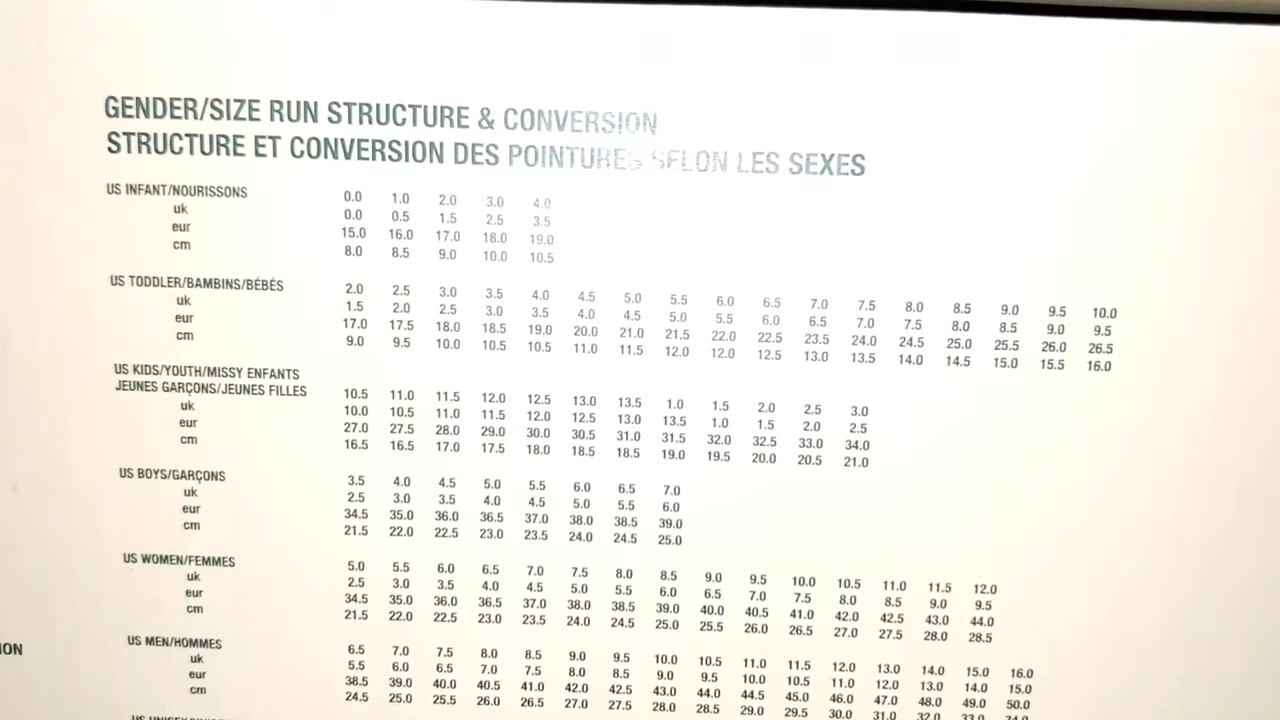 GENDER/SIZE RUN STRUCTURE & CONVERSION
STRUCTURE ET CONVERSION DES POINTURES SELON LES SEXES
US INFANT/NOURISSONS 0.0 1.0 2.0 3.0 4.0
uk 0.0 0.5 1.5 2.5 3.5
eur 15.0 16.0 17.0 18.0 19.0
cm 8.0 8.5 9.0 10.0 10.5
US TODDLER/BAMBINS/BÉBÉS 2.0 2.5 3.0 3.5 4.0 4.5 5.0 5.5 6.0 6.5 7.0 7.5 8.0 8.5 9.0 9.5 10.0
uk 1.5 2.0 2.5 3.0 3.5 4.0 4.5 5.0 5.5 6.0 6.5 7.0 7.5 8.0 8.5 9.0 9.5
eur 17.0 17.5 18.0 18.5 19.0 20.0 21.0 21.5 22.0 22.5 23.5 24.0 24.5 25.0 25.5 26.0 26.5
cm 9.0 9.5 10.0 10.5 10.5 11.0 11.5 12.0 12.0 12.5 13.0 13.5 14.0 14.5 15.0 15.5 16.0
US KIDS/YOUTH/MISSY ENFANTS
JEUNES GARÇONS/JEUNES FILLES 10.5 11.0 11.5 12.0 12.5 13.0 13.5 1.0 1.5 2.0 2.5 3.0
uk 10.0 10.5 11.0 11.5 12.0 12.5 13.0 13.5 1.0 1.5 2.0 2.5
eur 27.0 27.5 28.0 29.0 30.0 30.5 31.0 31.5 32.0 32.5 33.0 34.0
cm 16.5 16.5 17.0 17.5 18.0 18.5 18.5 19.0 19.5 20.0 20.5 21.0
US BOYS/GARÇONS 3.5 4.0 4.5 5.0 5.5 6.0 6.5 7.0
uk 2.5 3.0 3.5 4.0 4.5 5.0 5.5 6.0
eur 34.5 35.0 36.0 36.5 37.0 38.0 38.5 39.0
cm 21.5 22.0 22.5 23.0 23.5 24.0 24.5 25.0
US WOMEN/FEMMES 5.0 5.5 6.0 6.5 7.0 7.5 8.0 8.5 9.0 9.5 10.0 10.5 11.0 11.5 12.0
uk 2.5 3.0 3.5 4.0 4.5 5.0 5.5 6.0 6.5 7.0 7.5 8.0 8.5 9.0 9.5
eur 34.5 35.0 36.0 36.5 37.0 38.0 38.5 39.0 40.0 40.5 41.0 42.0 42.5 43.0 44.0
cm 21.5 22.0 22.5 23.0 23.5 24.0 24.5 25.0 25.5 26.0 26.5 27.0 27.5 28.0 28.5
US MEN/HOMMES 6.5 7.0 7.5 8.0 8.5 9.0 9.5 10.0 10.5 11.0 11.5 12.0 13.0 14.0 15.0 16.0
uk 5.5 6.0 6.5 7.0 7.5 8.0 8.5 9.0 9.5 10.0 10.5 11.0 12.0 13.0 14.0 15.0
eur 38.5 39.0 40.0 40.5 41.0 42.0 42.5 43.0 44.0 44.5 45.0 46.0 47.0 48.0 49.0 50.0
cm 24.5 25.0 25.5 26.0 26.5 27.0 27.5 28.0 28.5 29.0 29.5 30.0 31.0 32.0 33.0 34.0
ION